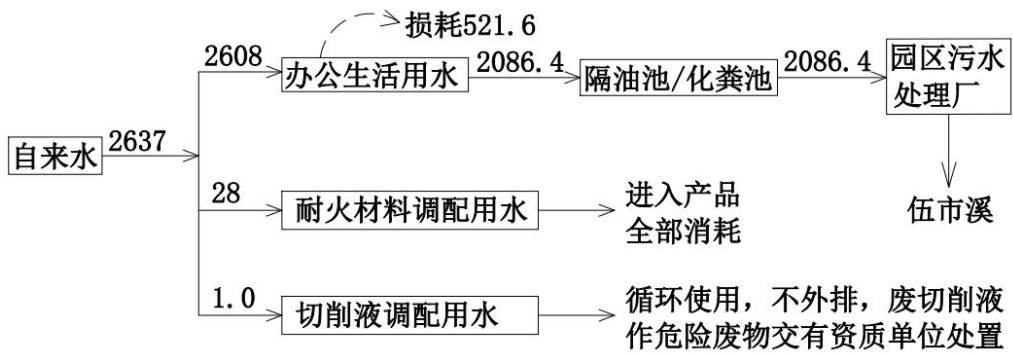 损耗521.6
2608
办公生活用水
2086.4
隔油池/化粪池
2086.4
园区污水
处理厂
自来水
2637
28
耐火材料调配用水
进入产品
全部消耗
伍市溪
1.0
切削液调配用水
循环使用，不外排，废切削液
作危险废物交有资质单位处置